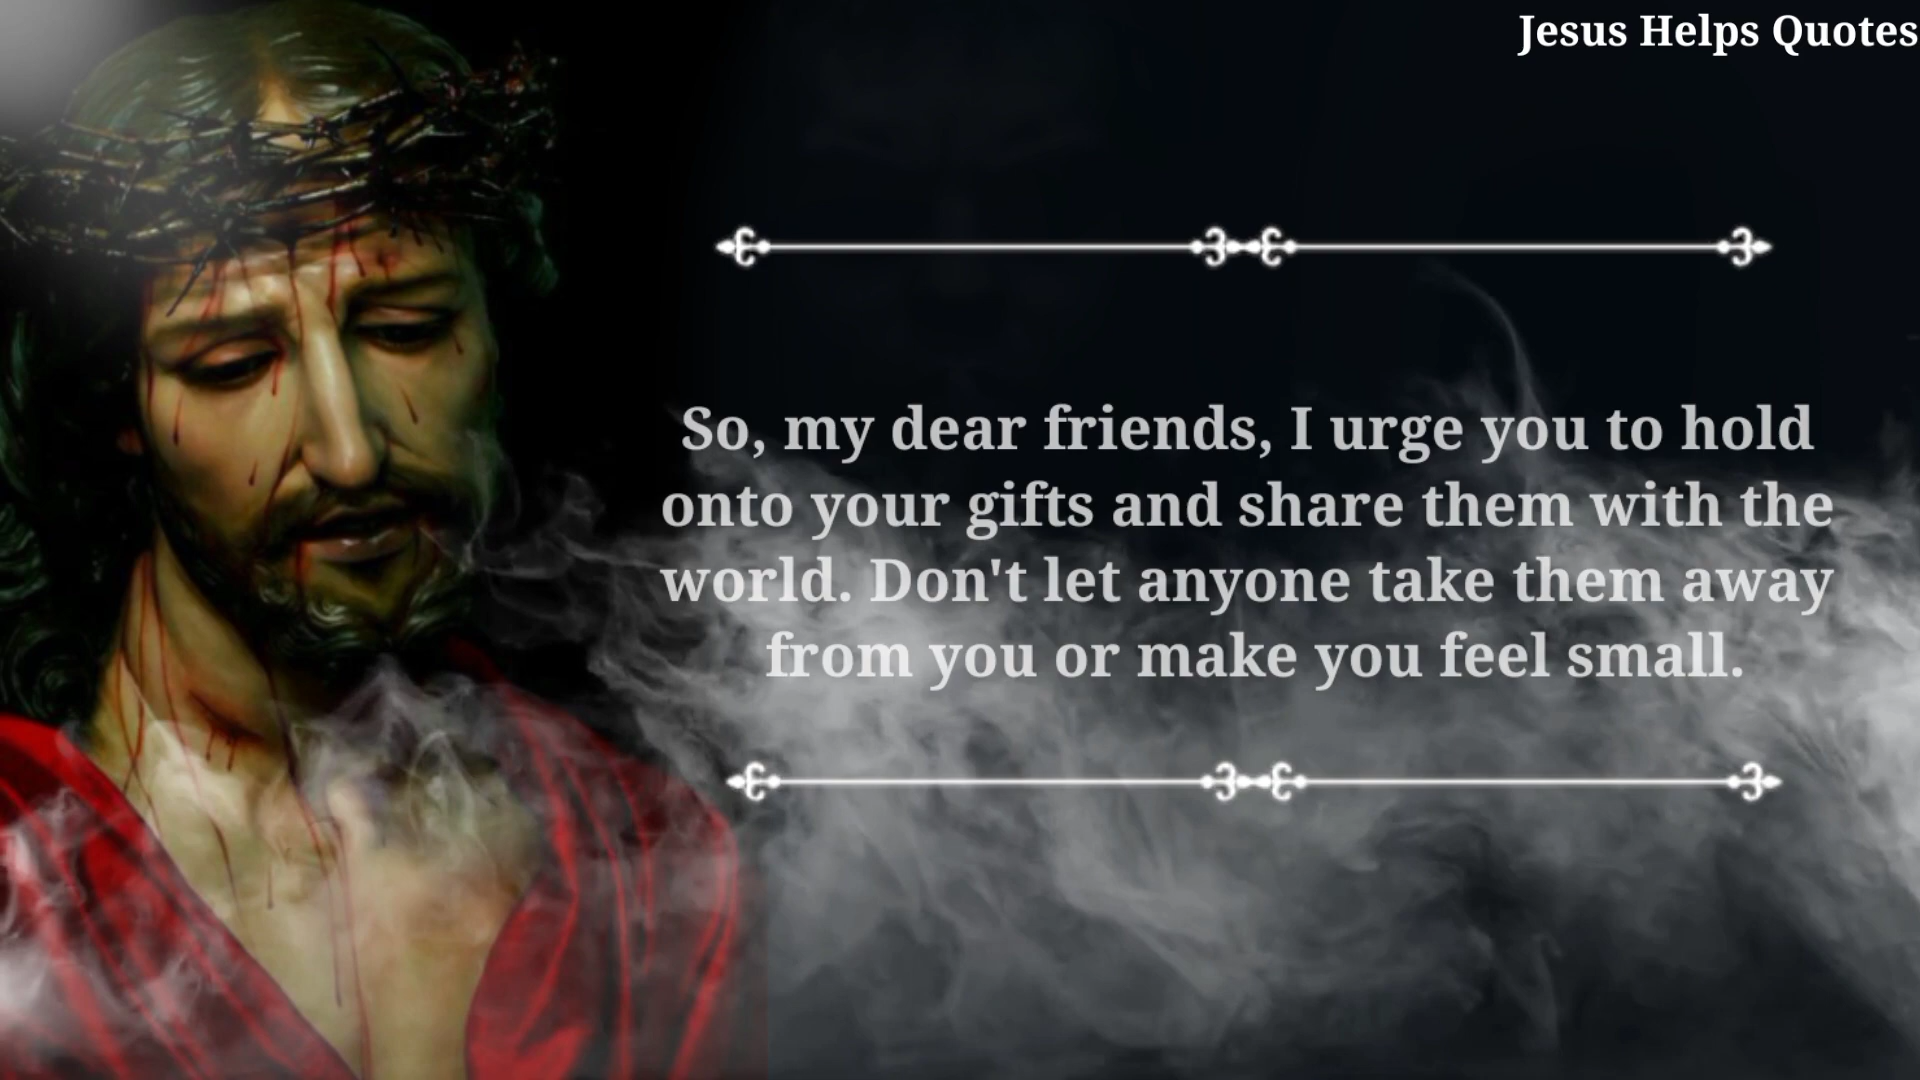 Jesus Helps Quotes
So, my dear friends, I urge you to hold
onto your gifts and share them with the
world. Don't let anyone take them away
from you or make you feel small.